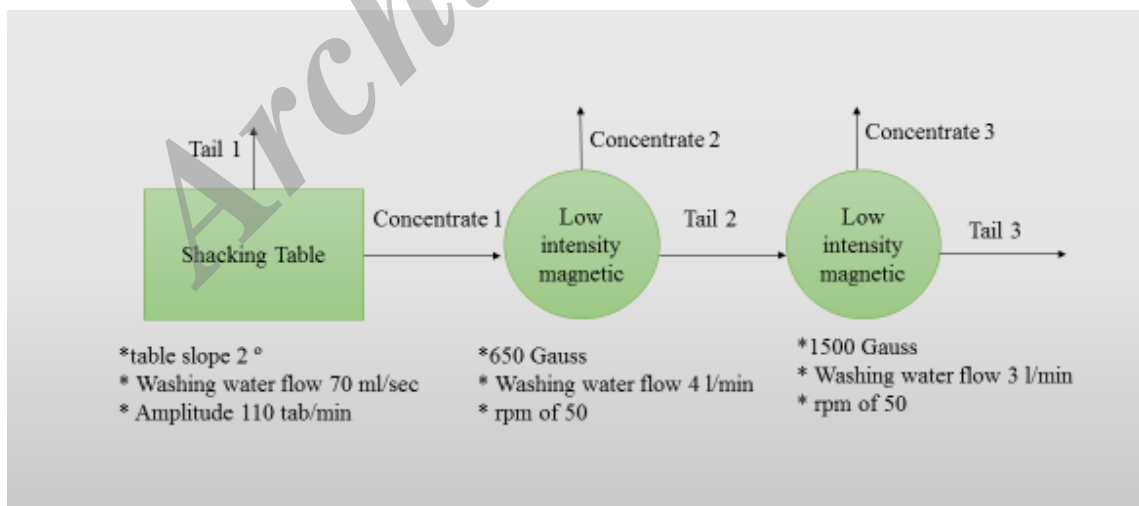 Tail 1
Shacking Table
*table slope 2 º
* Washing water flow 70 ml/sec
* Amplitude 110 tab/min
Concentrate 1
Concentrate 2
Low
intensity
magnetic
*650 Gauss
* Washing water flow 4 l/min
* rpm of 50
Tail 2
Concentrate 3
Low
intensity
magnetic
*1500 Gauss
* Washing water flow 3 l/min
* rpm of 50
Tail 3